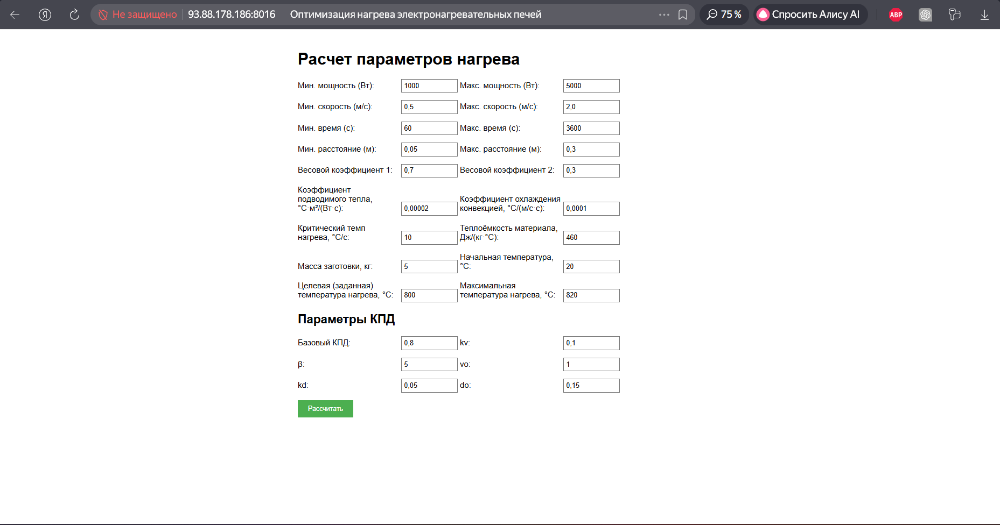 Не защищено 93.88.178.186:8016 Оптимизация нагрева электронагревательных печей 75 % Спросить Алису AI ABP
Расчет параметров нагрева
Мин. мощность (Вт): 1000 Макс. мощность (Вт): 5000
Мин. скорость (м/с): 0,5 Макс. скорость (м/с): 2,0
Мин. время (с): 60 Макс. время (с): 3600
Мин. расстояние (м): 0,05 Макс. расстояние (м): 0,3
Весовой коэффициент 1: 0,7 Весовой коэффициент 2: 0,3
Коэффициент
подводимого тепла,
°С·м²/(Вт·с): 0,00002
Коэффициент охлаждения
конвекцией, °С/(м/с·с): 0,0001
Критический темп
нагрева, °С/с: 10
Теплоёмкость материала,
Дж/(кг·°С): 460
Масса заготовки, кг: 5
Начальная температура,
°С: 20
Целевая (заданная)
температура нагрева, °С: 800
Максимальная
температура нагрева, °С: 820
Параметры КПД
Базовый КПД: 0,8 kv: 0,1
β: 5 vo: 1
kd: 0,05 do: 0,15
Рассчитать